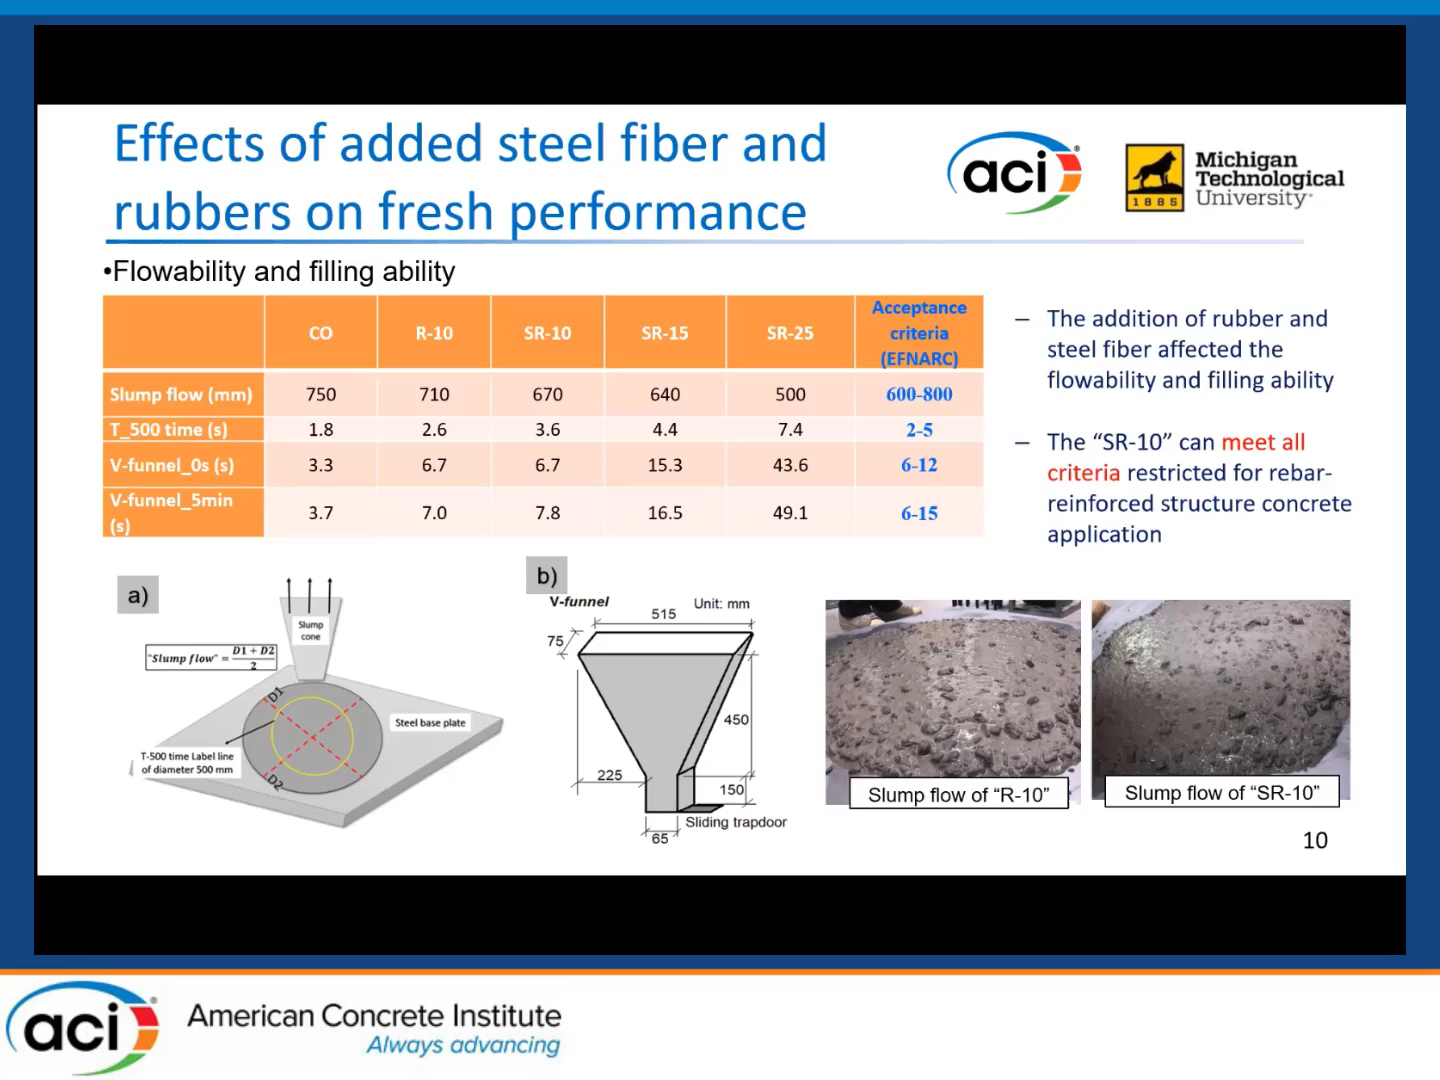 Effects of added steel fiber and
rubbers on fresh performance
aci®
Michigan
Technological
University
1885
•Flowability and filling ability
CO R-10 SR-10 SR-15 SR-25 Acceptance criteria (EFNARC)
Slump flow (mm) 750 710 670 640 500 600-800
T_500 time (s) 1.8 2.6 3.6 4.4 7.4 2-5
V-funnel_0s (s) 3.3 6.7 6.7 15.3 43.6 6-12
V-funnel_5min (s) 3.7 7.0 7.8 16.5 49.1 6-15
– The addition of rubber and
steel fiber affected the
flowability and filling ability
– The “SR-10” can meet all
criteria restricted for rebar-
reinforced structure concrete
application
a)
Slump
cone
"Slump flow" = D1 + D2 / 2
D1
Steel base plate
T-500 time Label line
of diameter 500 mm
D2
b)
V-funnel
Unit: mm
515
75
450
225
150
Sliding trapdoor
65
Slump flow of “R-10”
Slump flow of “SR-10”
10
aci®
American Concrete Institute
Always advancing